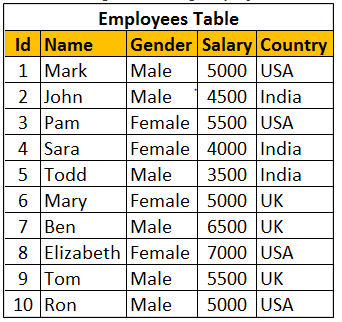 Employees Table
Id Name Gender Salary Country
1 Mark Male 5000 USA
2 John Male 4500 India
3 Pam Female 5500 USA
4 Sara Female 4000 India
5 Todd Male 3500 India
6 Mary Female 5000 UK
7 Ben Male 6500 UK
8 Elizabeth Female 7000 USA
9 Tom Male 5500 UK
10 Ron Male 5000 USA